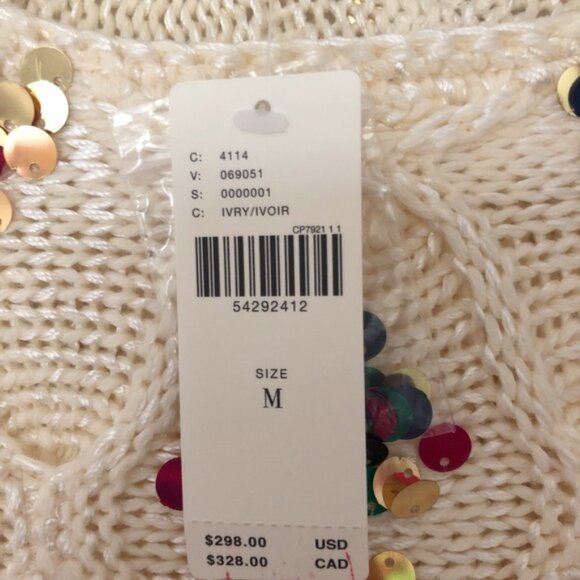 C: 4114
V: 069051
S: 0000001
C: IVRY/IVOIR
CP7921 1 1
54292412
SIZE
M
$298.00 USD
$328.00 CAD